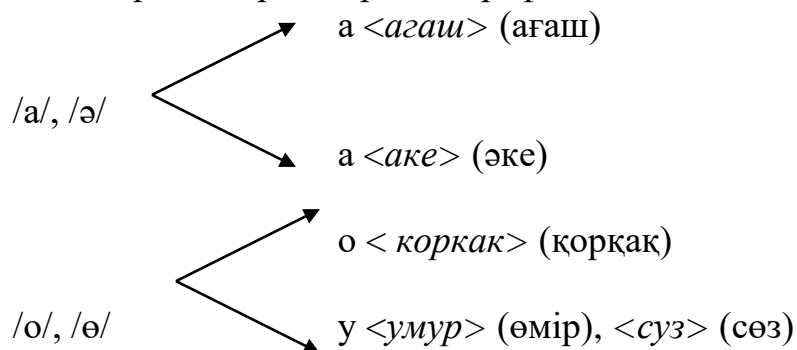 а <агаш> (ағаш)
/а/, /ә/
а <аке> (әке)
о < коркак> (қорқақ)
/о/, /ө/
у <умур> (өмір), <суз> (сөз)